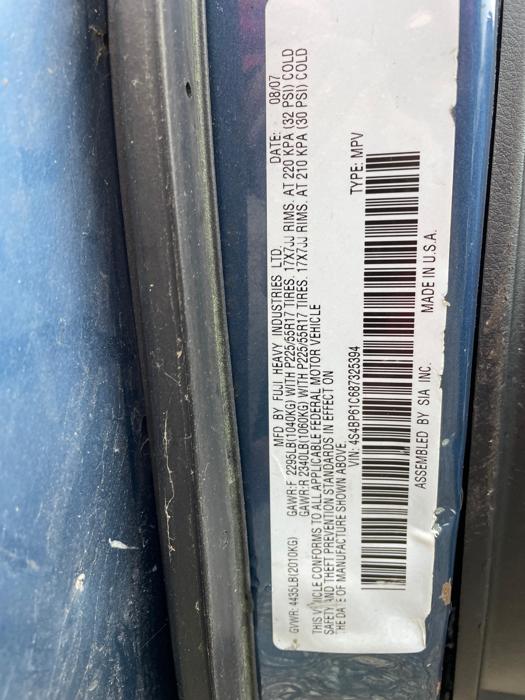 MFD BY FUJI HEAVY INDUSTRIES LTD. DATE: 08/07
GVWR: 4435LB(2010KG) GAWR:F 2295LB(1040KG) WITH P225/55R17 TIRES, 17X7JJ RIMS. AT 220 KPA (32 PSI) COLD
GAWR:R 2340LB(1060KG) WITH P225/55R17 TIRES. 17X7JJ RIMS. AT 210 KPA (30 PSI) COLD
THIS VEHICLE CONFORMS TO ALL APPLICABLE FEDERAL MOTOR VEHICLE
SAFETY AND THEFT PREVENTION STANDARDS IN EFFECT ON
THE DATE OF MANUFACTURE SHOWN ABOVE.
VIN: 4S4BP61C687325394 TYPE: MPV
ASSEMBLED BY SIA INC. MADE IN U.S.A.